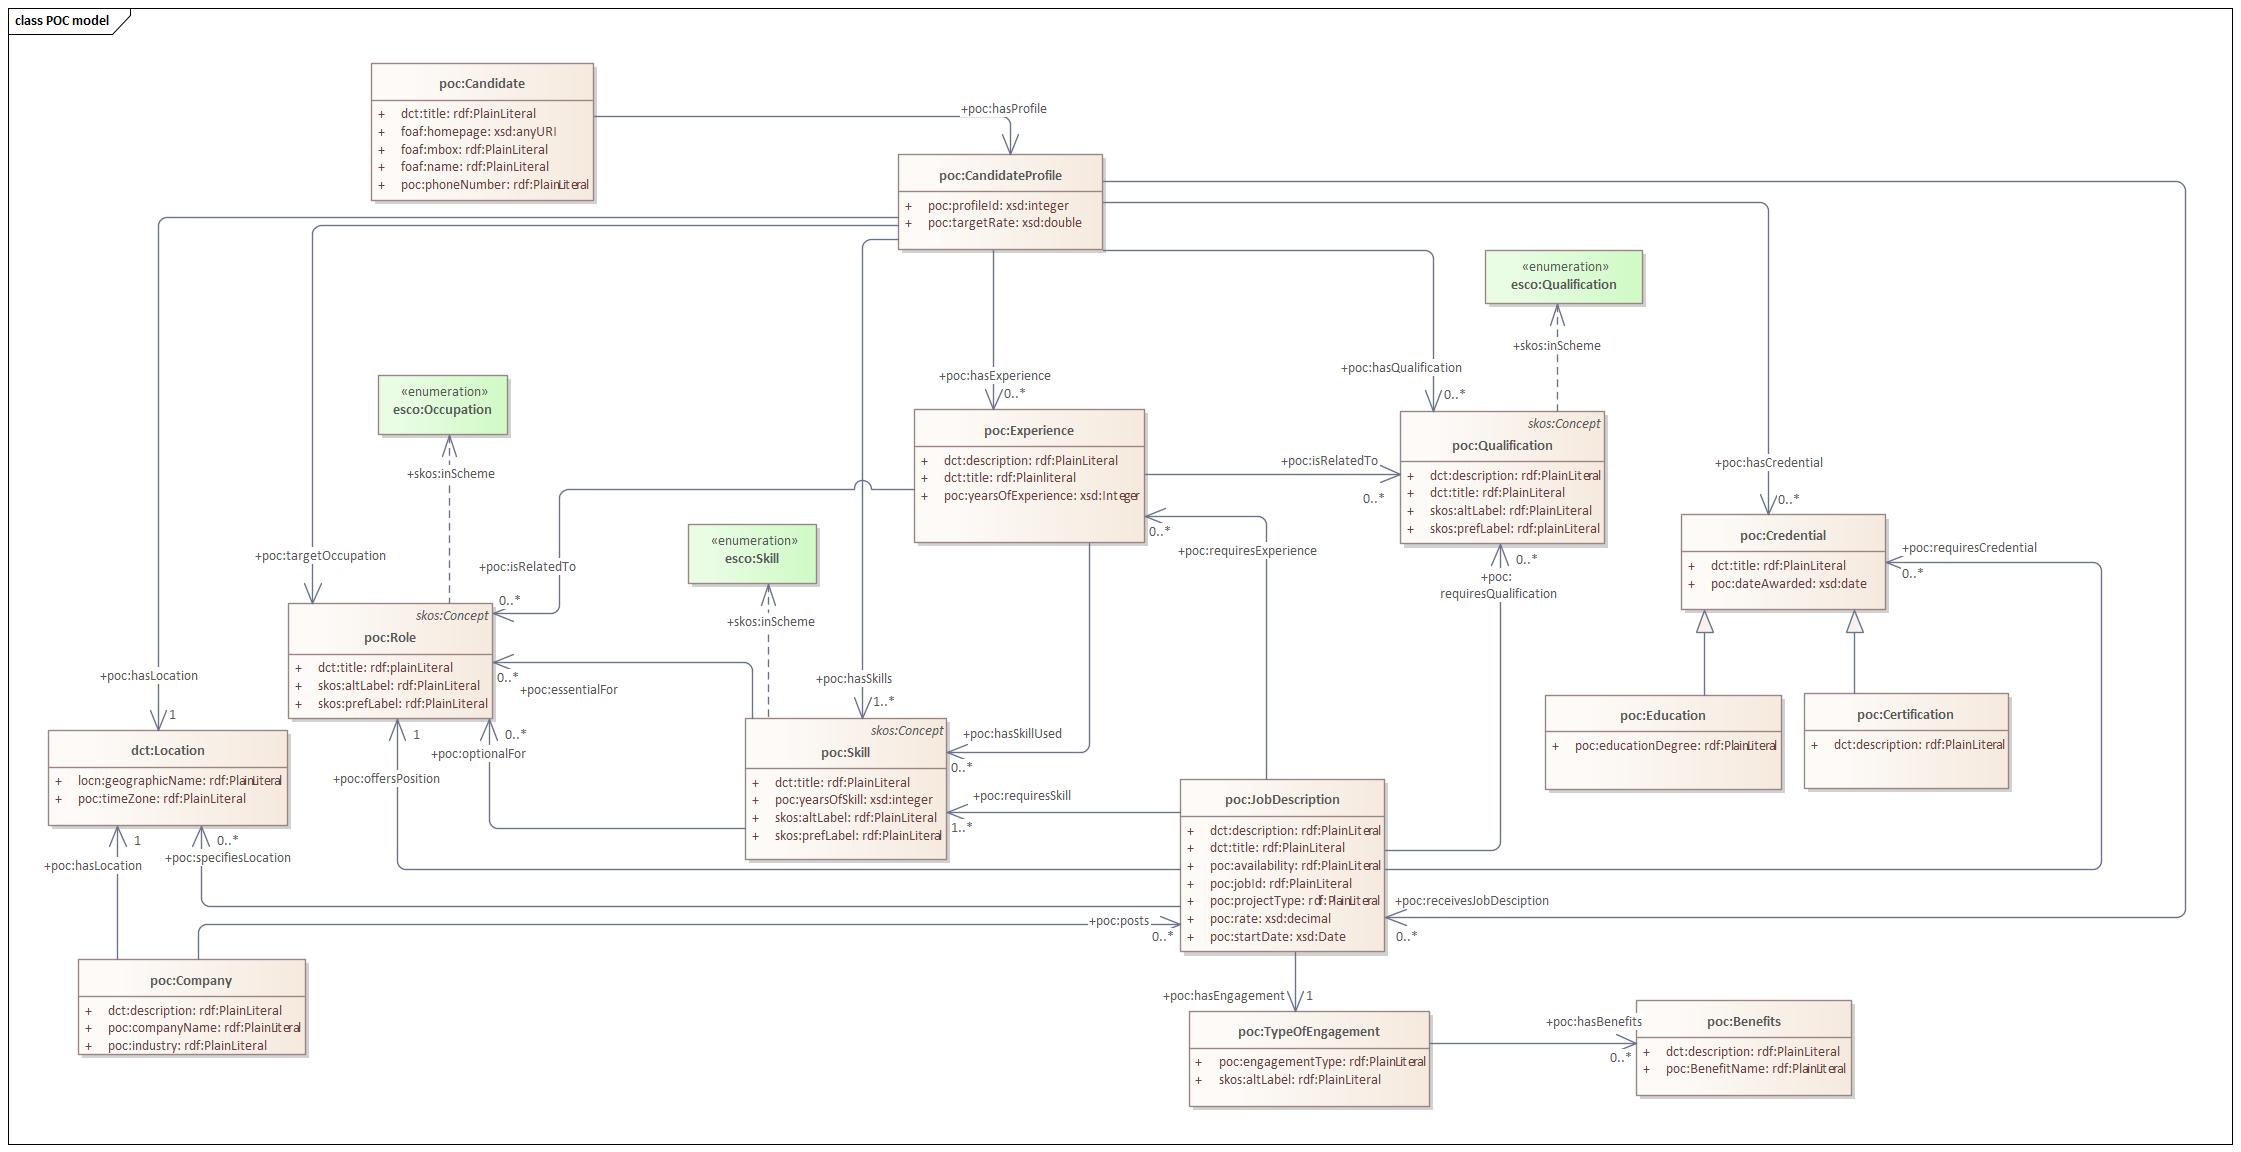 class POC model
poc:Candidate
+ dct:title: rdf:PlainLiteral
+ foaf:homepage: xsd:anyURI
+ foaf:mbox: rdf:PlainLiteral
+ foaf:name: rdf:PlainLiteral
+ poc:phoneNumber: rdf:PlainLiteral
+poc:hasProfile
poc:CandidateProfile
+ poc:profileId: xsd:integer
+ poc:targetRate: xsd:double
«enumeration»
esco:Qualification
+skos:inScheme
+poc:hasQualification
0..*
+poc:hasExperience
0..*
«enumeration»
esco:Occupation
+skos:inScheme
poc:Experience
+ dct:description: rdf:PlainLiteral
+ dct:title: rdf:Plainliteral
+ poc:yearsOfExperience: xsd:Integer
+poc:isRelatedTo
0..*
skos:Concept
poc:Qualification
+ dct:description: rdf:PlainLiteral
+ dct:title: rdf:PlainLiteral
+ skos:altLabel: rdf:PlainLiteral
+ skos:prefLabel: rdf:plainLiteral
+poc:hasCredential
0..*
poc:Credential
+ dct:title: rdf:PlainLiteral
+ poc:dateAwarded: xsd:date
+poc:requiresCredential
0..*
«enumeration»
esco:Skill
+skos:inScheme
0..*
+poc:requiresExperience
0..*
+poc:
requiresQualification
+poc:targetOccupation
+poc:isRelatedTo
0..*
skos:Concept
poc:Role
+ dct:title: rdf:plainLiteral
+ skos:altLabel: rdf:PlainLiteral
+ skos:prefLabel: rdf:PlainLiteral
0..*
+poc:essentialFor
+poc:hasLocation
1
+poc:hasSkills
1..*
dct:Location
+ locn:geographicName: rdf:PlainLiteral
+ poc:timeZone: rdf:PlainLiteral
1
0..*
+poc:optionalFor
+poc:offersPosition
skos:Concept
poc:Skill
+ dct:title: rdf:PlainLiteral
+ poc:yearsOfSkill: xsd:integer
+ skos:altLabel: rdf:PlainLiteral
+ skos:prefLabel: rdf:PlainLiteral
+poc:hasSkillUsed
0..*
+poc:requiresSkill
1..*
poc:Education
+ poc:educationDegree: rdf:PlainLiteral
poc:Certification
+ dct:description: rdf:PlainLiteral
poc:JobDescription
+ dct:description: rdf:PlainLiteral
+ dct:title: rdf:PlainLiteral
+ poc:availability: rdf:PlainLiteral
+ poc:jobId: rdf:PlainLiteral
+ poc:projectType: rdf:PlainLiteral
+ poc:rate: xsd:decimal
+ poc:startDate: xsd:Date
1
+poc:hasLocation
0..*
+poc:specifiesLocation
+poc:receivesJobDesciption
0..*
+poc:posts
0..*
poc:Company
+ dct:description: rdf:PlainLiteral
+ poc:companyName: rdf:PlainLiteral
+ poc:industry: rdf:PlainLiteral
+poc:hasEngagement
1
poc:TypeOfEngagement
+ poc:engagementType: rdf:PlainLiteral
+ skos:altLabel: rdf:PlainLiteral
+poc:hasBenefits
0..*
poc:Benefits
+ dct:description: rdf:PlainLiteral
+ poc:BenefitName: rdf:PlainLiteral